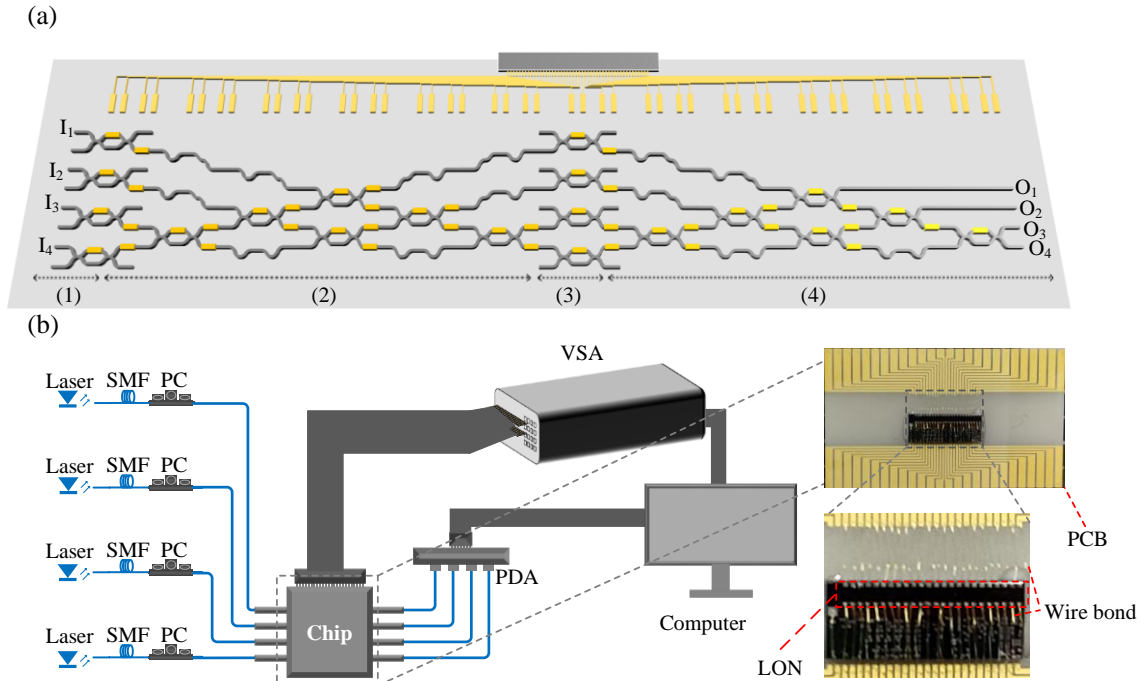 (a)
I1
I2
I3
I4
O1
O2
O3
O4
(1) (2) (3) (4)
(b)
VSA
Laser SMF PC
Laser SMF PC
Laser SMF PC
Laser SMF PC
Chip
PDA
Computer
PCB
Wire bond
LON